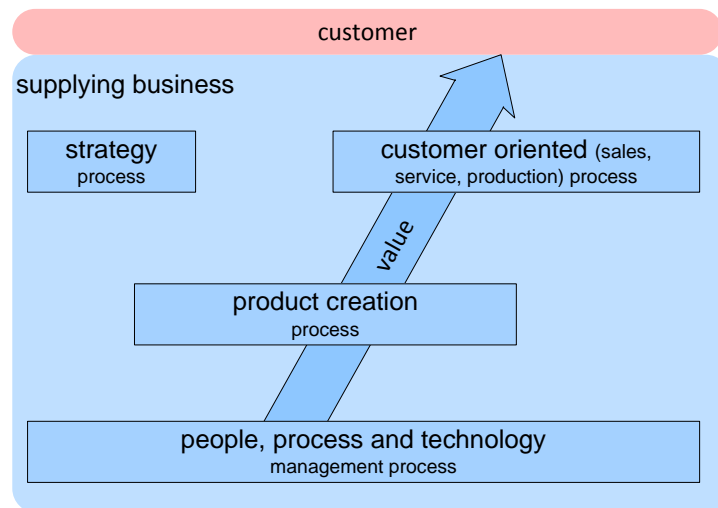 customer
supplying business
strategy
process
customer oriented (sales,
service, production) process
value
product creation
process
people, process and technology
management process